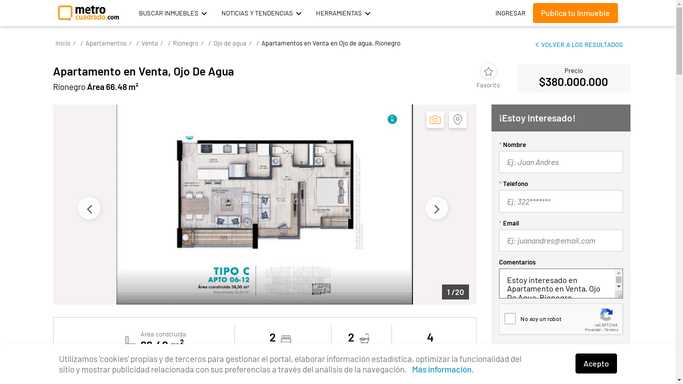 metro
cuadrado.com
BUSCAR INMUEBLES
NOTICIAS Y TENDENCIAS
HERRAMIENTAS
INGRESAR
Publica tu Inmueble
Inicio / / Apartamentos / / Venta / / Rionegro / / Ojo de agua / / Apartamentos en Venta en Ojo de agua, Rionegro
VOLVER A LOS RESULTADOS
Apartamento en Venta, Ojo De Agua
Rionegro Area 66.48 m²
Favorito
Precio
$380.000.000
¡Estoy Interesado!
* Nombre
Ej: Juan Andres
* Telefono
Ej: 322*******
* Email
Ej: juanandres@email.com
Comentarios
Estoy interesado en
Apartamento en Venta, Ojo
De Agua, Rionegro
No soy un robot
reCAPTCHA
Privacidad - Términos
TIPO C
APTO 06-12
1 / 20
Área construida
2
2
4
Utilizamos 'cookies' propias y de terceros para gestionar el portal, elaborar información estadística, optimizar la funcionalidad del
sitio y mostrar publicidad relacionada con sus preferencias a través del análisis de la navegación. Más información.
Acepto